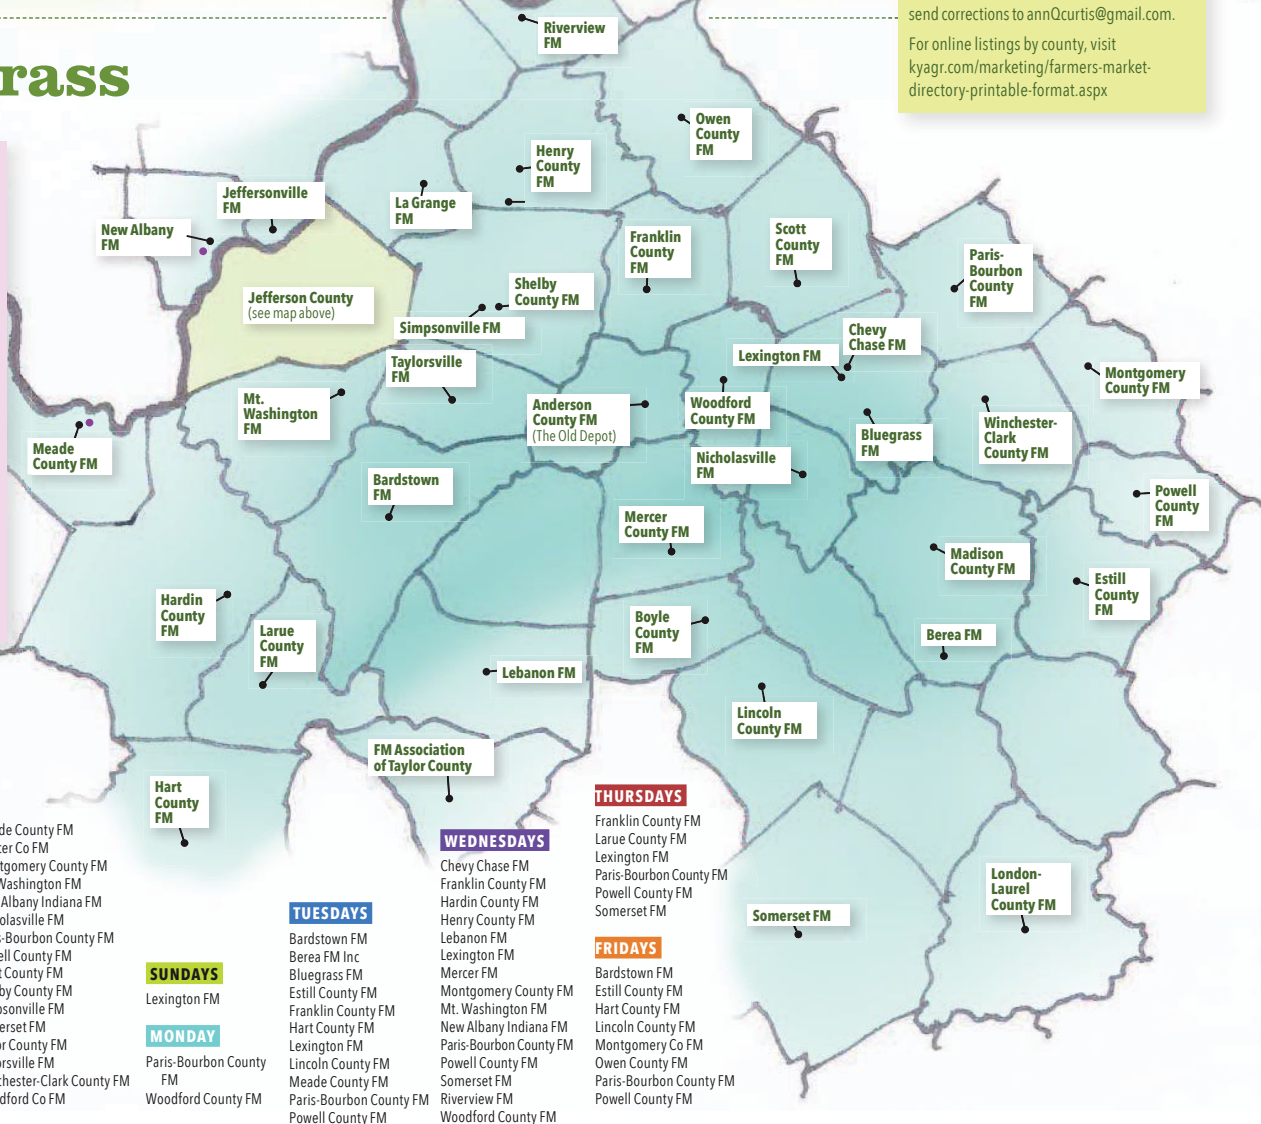 send corrections to annQcurtis@gmail.com.
For online listings by county, visit
kyagr.com/marketing/farmers-market-
directory-printable-format.aspx
rass
Riverview
FM
Owen
County
FM
Henry
County
FM
Jeffersonville
FM
La Grange
FM
New Albany
FM
Franklin
County
FM
Scott
County
FM
Paris-
Bourbon
County
FM
Jefferson County
(see map above)
Shelby
County FM
Simpsonville FM
Chevy
Chase FM
Lexington FM
Taylorsville
FM
Montgomery
County FM
Mt.
Washington
FM
Anderson
County FM
(The Old Depot)
Woodford
County FM
Winchester-
Clark
County FM
Bluegrass
FM
Meade
County FM
Nicholasville
FM
Bardstown
FM
Powell
County
FM
Mercer
County FM
Madison
County FM
Estill
County
FM
Hardin
County
FM
Larue
County
FM
Boyle
County
FM
Berea FM
Lebanon FM
Lincoln
County FM
FM Association
of Taylor County
Hart
County
FM
London-
Laurel
County FM
Somerset FM
de County FM
er Co FM
tgomery County FM
Washington FM
Albany Indiana FM
olasville FM
s-Bourbon County FM
ell County FM
t County FM
by County FM
psonville FM
erset FM
or County FM
orsville FM
chester-Clark County FM
dford Co FM
SUNDAYS
Lexington FM
MONDAY
Paris-Bourbon County
FM
Woodford County FM
TUESDAYS
Bardstown FM
Berea FM Inc
Bluegrass FM
Estill County FM
Franklin County FM
Hart County FM
Lexington FM
Lincoln County FM
Meade County FM
Paris-Bourbon County FM
Powell County FM
WEDNESDAYS
Chevy Chase FM
Franklin County FM
Hardin County FM
Henry County FM
Lebanon FM
Lexington FM
Mercer FM
Montgomery County FM
Mt. Washington FM
New Albany Indiana FM
Paris-Bourbon County FM
Powell County FM
Somerset FM
Riverview FM
Woodford County FM
THURSDAYS
Franklin County FM
Larue County FM
Lexington FM
Paris-Bourbon County FM
Powell County FM
Somerset FM
FRIDAYS
Bardstown FM
Estill County FM
Hart County FM
Lincoln County FM
Montgomery Co FM
Owen County FM
Paris-Bourbon County FM
Powell County FM